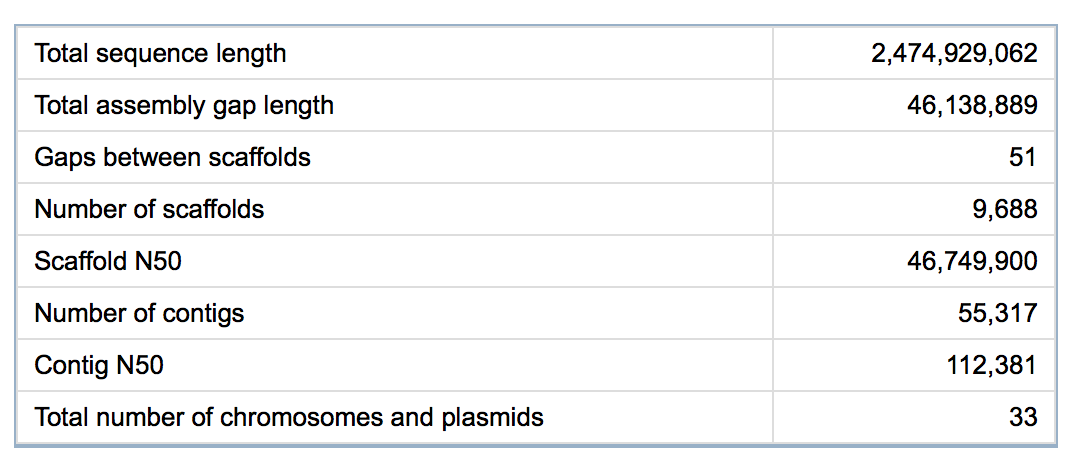 Total sequence length 2,474,929,062
Total assembly gap length 46,138,889
Gaps between scaffolds 51
Number of scaffolds 9,688
Scaffold N50 46,749,900
Number of contigs 55,317
Contig N50 112,381
Total number of chromosomes and plasmids 33